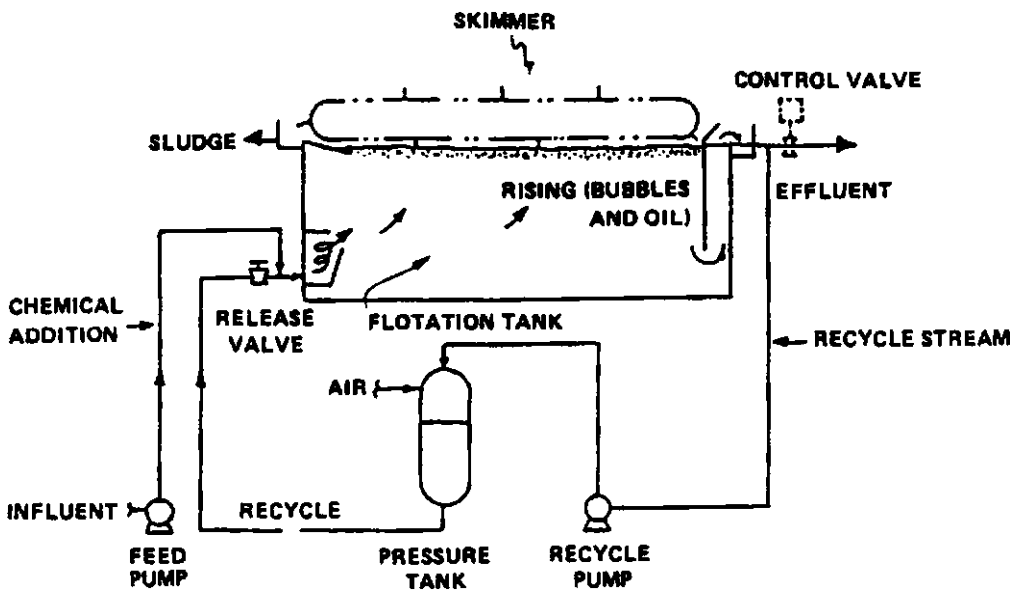 SKIMMER
CONTROL VALVE
SLUDGE
RISING (BUBBLES
AND OIL)
EFFLUENT
CHEMICAL
ADDITION
RELEASE
VALVE
FLOTATION TANK
RECYCLE STREAM
AIR
INFLUENT
RECYCLE
FEED
PUMP
PRESSURE
TANK
RECYCLE
PUMP